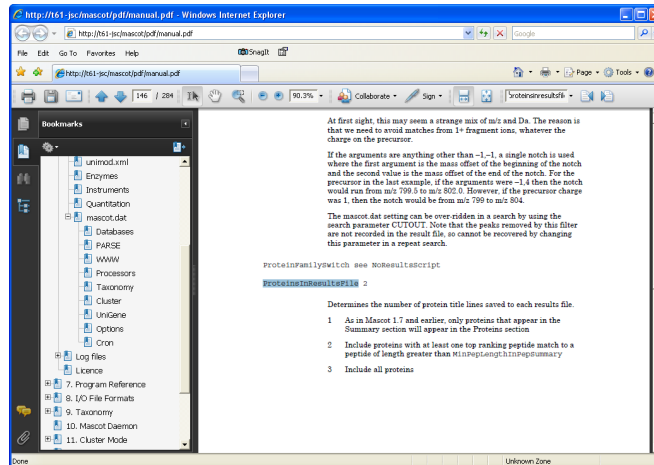 http://t61-jsc/mascot/pdf/manual.pdf - Windows Internet Explorer
http://t61-jsc/mascot/pdf/manual.pdf
Google
File Edit Go To Favorites Help
SnagIt
http://t61-jsc/mascot/pdf/manual.pdf
Page Tools
146 / 284
90.3%
Collaborate
Sign
Bookmarks
unimod.xml
Enzymes
Instruments
Quantitation
mascot.dat
Databases
PARSE
WWW
Processors
Taxonomy
Cluster
UniGene
Options
Cron
Log files
Licence
7. Program Reference
8. I/O File Formats
9. Taxonomy
10. Mascot Daemon
11. Cluster Mode
At first sight, this may seem a strange mix of m/z and Da. The reason is
that we need to avoid matches from 1+ fragment ions, whatever the
charge on the precursor.
If the arguments are anything other than –1,–1, a single notch is used
where the first argument is the mass offset of the beginning of the notch
and the second value is the mass offset of the end of the notch. For the
precursor in the last example, if the arguments were –1,4 then the notch
would run from m/z 799.5 to m/z 802.0. However, if the precursor charge
was 1, then the notch would be from m/z 799 to m/z 804.
The mascot.dat setting can be over-ridden in a search by using the
search parameter CUTOUT. Note that the peaks removed by this filter
are not recorded in the result file, so cannot be recovered by changing
this parameter in a repeat search.
ProteinFamilySwitch see NoResultsScript
ProteinsInResultsFile 2
Determines the number of protein title lines saved to each results file.
1 As in Mascot 1.7 and earlier, only proteins that appear in the
Summary section will appear in the Proteins section
2 Include proteins with at least one top ranking peptide match to a
peptide of length greater than MinPepLengthInPepSummary
3 Include all proteins
Done
Unknown Zone